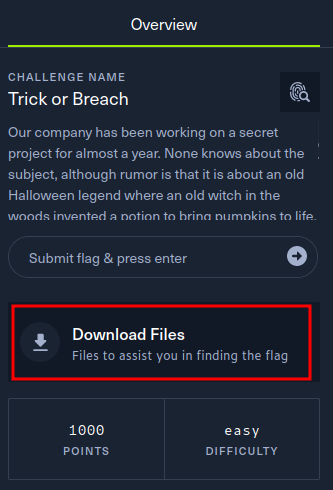 Overview
CHALLENGE NAME
Trick or Breach
Our company has been working on a secret
project for almost a year. None knows about the
subject, although rumor is that it is about an old
Halloween legend where an old witch in the
woods invented a potion to bring pumpkins to life.
Submit flag & press enter
Download Files
Files to assist you in finding the flag
1000 easy
POINTS DIFFICULTY